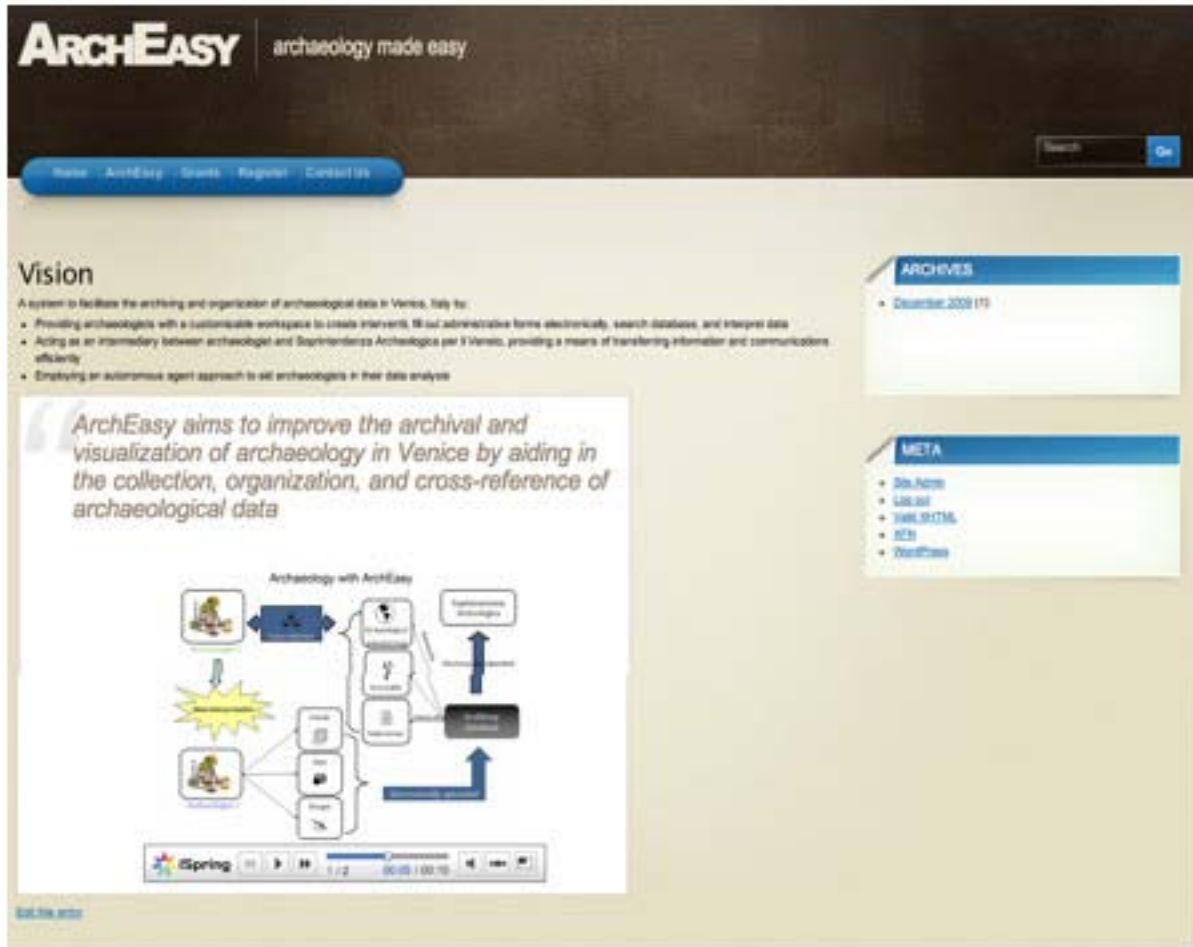 ARCHEASY archaeology made easy
Search Go
Home ArchEasy Grants Register Contact Us
Vision
A system to facilitate the archiving and organization of archaeological data in Venice, Italy by:
• Providing archaeologists with a customizable workspace to create interventi, fill out administrative forms electronically, search database, and interpret data
• Acting as an intermediary between archaeologist and Soprintendenza Archeologica per il Veneto, providing a means of transferring information and communications
efficiently
• Employing an autonomous agent approach to aid archaeologists in their data analysis
“ArchEasy aims to improve the archival and
visualization of archaeology in Venice by aiding in
the collection, organization, and cross-reference of
archaeological data
Archaeology with ArchEasy
iSpring 1 / 2 00:05 / 00:10
Edit this entry
ARCHIVES
December 2009 (1)
META
Site Admin
Log out
Valid XHTML
XFN
WordPress